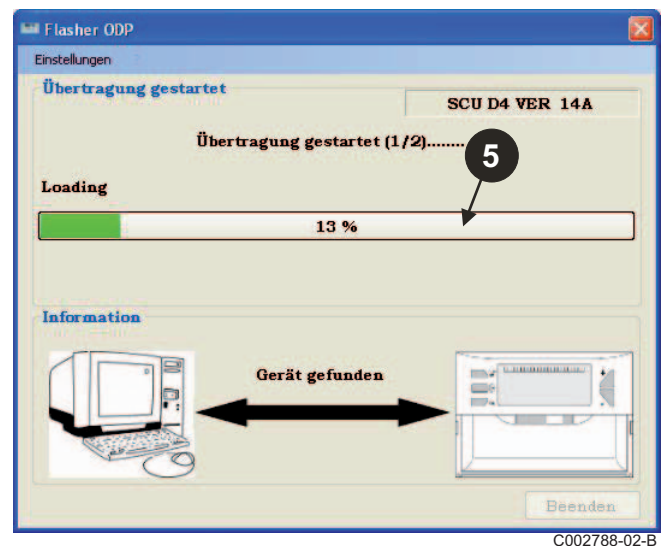 Flasher ODP
Einstellungen
Übertragung gestartet
SCU D4 VER 14A
Übertragung gestartet (1/2)........
5
Loading
13 %
Information
Gerät gefunden
Beenden
C002788-02-B